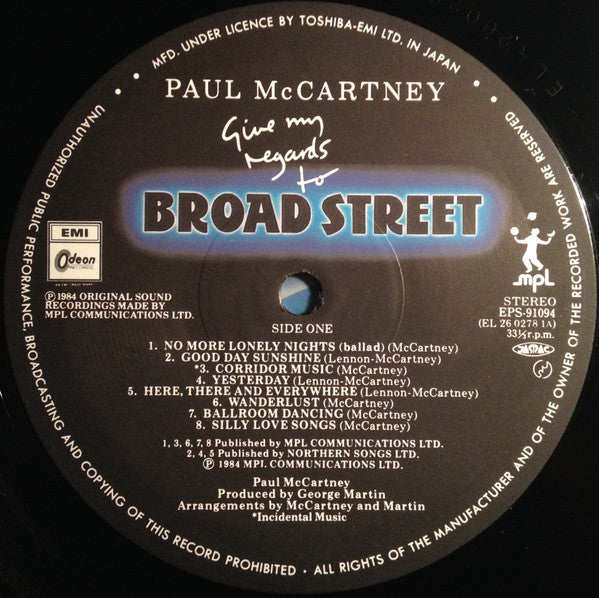 MFD. UNDER LICENCE BY TOSHIBA-EMI LTD. IN JAPAN •
UNAUTHORIZED PUBLIC PERFORMANCE, BROADCASTING AND COPYING OF THIS RECORD PROHIBITED • ALL RIGHTS OF THE MANUFACTURER AND OF THE OWNER OF THE RECORDED WORK ARE RESERVED •
PAUL McCARTNEY
Give my
regards
to
BROAD STREET
EMI
Odeon
mpl
℗ 1984 ORIGINAL SOUND
RECORDINGS MADE BY
MPL COMMUNICATIONS LTD.
STEREO
EPS-91094
(EL 26 0278 1A)
33⅓ r.p.m.
JASRAC
SIDE ONE
1. NO MORE LONELY NIGHTS (ballad) (McCartney)
2. GOOD DAY SUNSHINE (Lennon-McCartney)
*3. CORRIDOR MUSIC (McCartney)
4. YESTERDAY (Lennon-McCartney)
5. HERE, THERE AND EVERYWHERE (Lennon-McCartney)
6. WANDERLUST (McCartney)
7. BALLROOM DANCING (McCartney)
8. SILLY LOVE SONGS (McCartney)
1, 3, 6, 7, 8 Published by MPL COMMUNICATIONS LTD.
2, 4, 5 Published by NORTHERN SONGS LTD.
℗ 1984 MPL COMMUNICATIONS LTD.
Paul McCartney
Produced by George Martin
Arrangements by McCartney and Martin
*Incidental Music